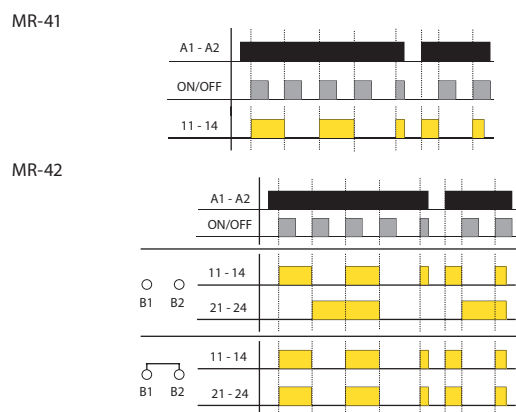 MR-41
A1 - A2
ON/OFF
11 - 14
MR-42
A1 - A2
ON/OFF
11 - 14
B1 B2
21 - 24
11 - 14
B1 B2
21 - 24